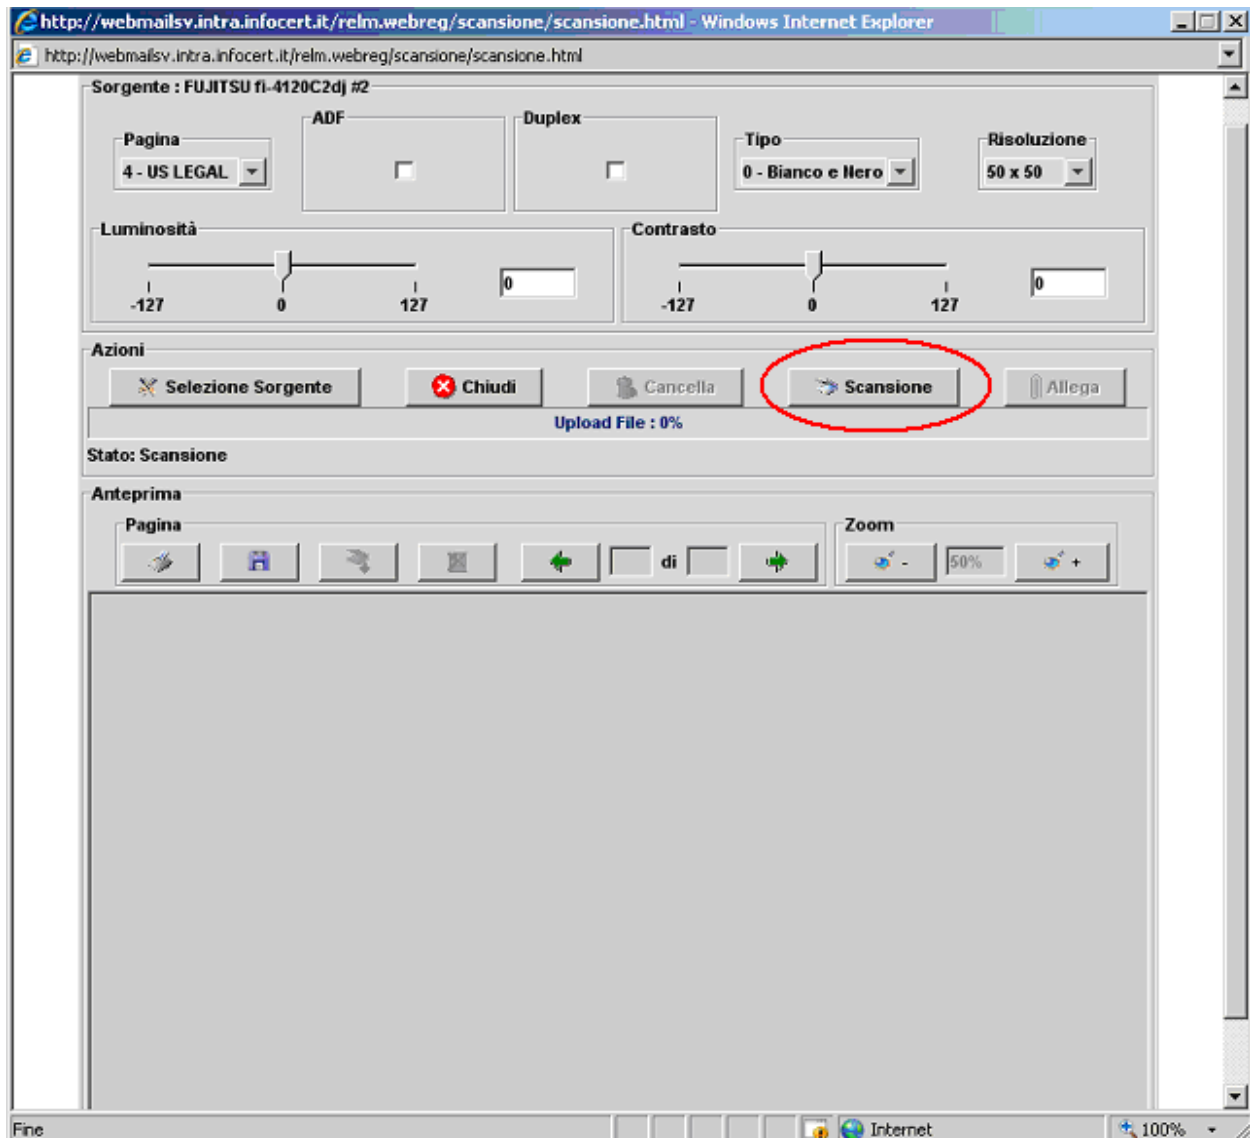 http://webmailsv.intra.infocert.it/relm.webreg/scansione/scansione.html - Windows Internet Explorer
http://webmailsv.intra.infocert.it/relm.webreg/scansione/scansione.html
Sorgente : FUJITSU fi-4120C2dj #2
ADF Duplex
Pagina Tipo Risoluzione
4 - US LEGAL 0 - Bianco e Nero 50 x 50
Luminosità Contrasto
0 0
-127 0 127 -127 0 127
Azioni
Selezione Sorgente Chiudi Cancella Scansione Allega
Upload File : 0%
Stato: Scansione
Anteprima
Pagina Zoom
di - 50% +
Fine Internet 100%